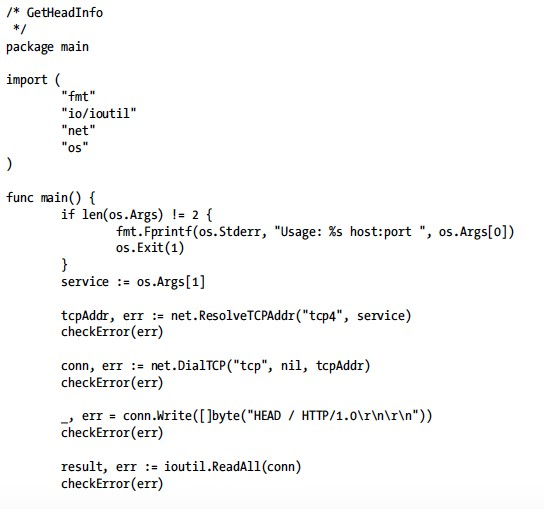 /* GetHeadInfo
 */
package main

import (
        "fmt"
        "io/ioutil"
        "net"
        "os"
)

func main() {
        if len(os.Args) != 2 {
                fmt.Fprintf(os.Stderr, "Usage: %s host:port ", os.Args[0])
                os.Exit(1)
        }
        service := os.Args[1]

        tcpAddr, err := net.ResolveTCPAddr("tcp4", service)
        checkError(err)

        conn, err := net.DialTCP("tcp", nil, tcpAddr)
        checkError(err)

        _, err = conn.Write([]byte("HEAD / HTTP/1.0\r\n\r\n"))
        checkError(err)

        result, err := ioutil.ReadAll(conn)
        checkError(err)